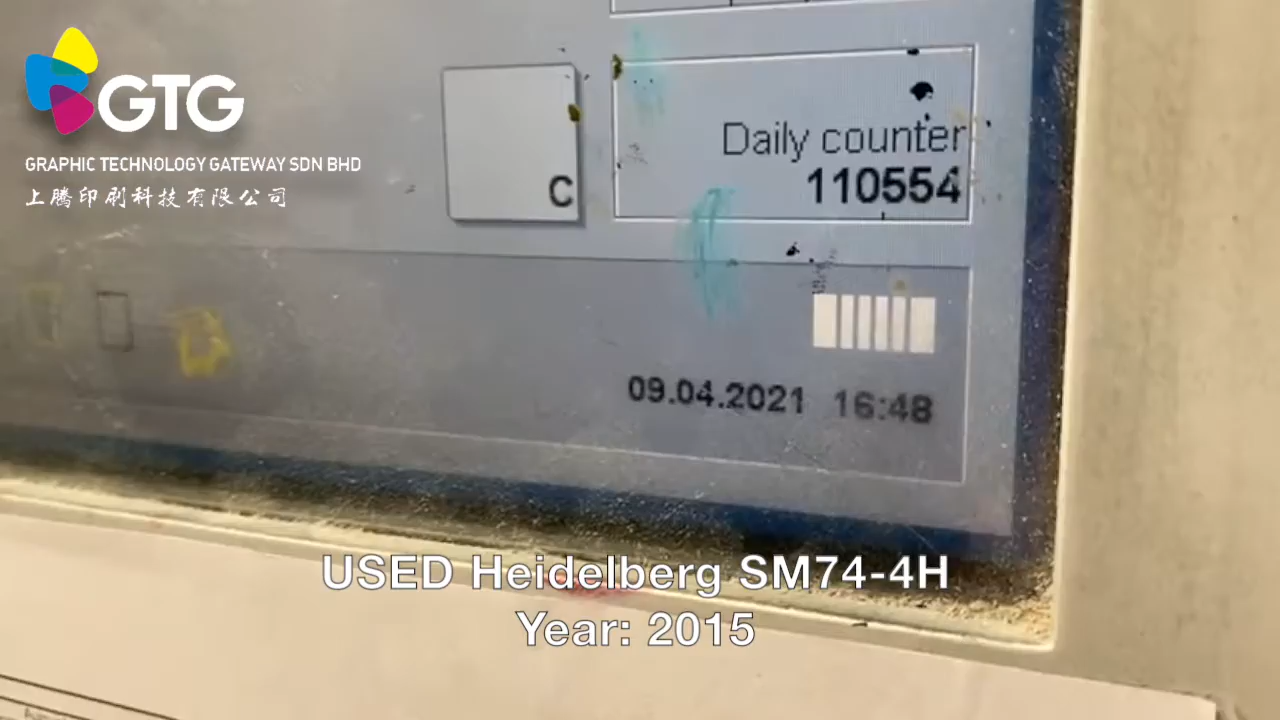 GTG
GRAPHIC TECHNOLOGY GATEWAY SDN BHD
上腾印刷科技有限公司
C
Daily counter
110554
09.04.2021 16:48
USED Heidelberg SM74-4H
Year: 2015